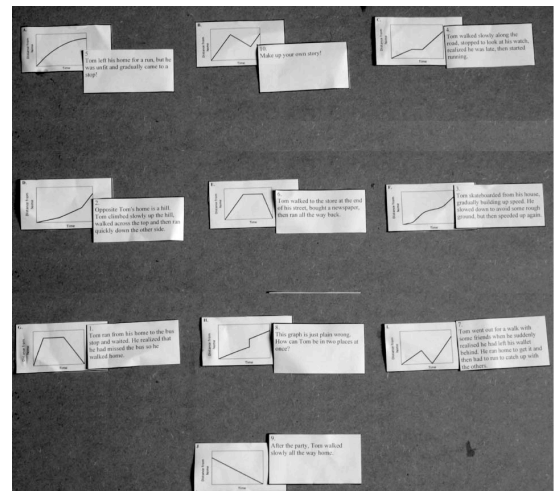 A.
5.
Tom left his home for a run, but he
was unfit and gradually came to a
stop!
Time
B.
10.
Make up your own story!
Time
C.
4.
Tom walked slowly along the
road, stopped to look at his watch,
realized he was late, then started
running.
Time
D.
2.
Opposite Tom's home is a hill.
Tom climbed slowly up the hill,
walked across the top and then ran
quickly down the other side.
Time
E.
6.
Tom walked to the store at the end
of his street, bought a newspaper,
then ran all the way back.
Time
F.
3.
Tom skateboarded from his house,
gradually building up speed. He
slowed down to avoid some rough
ground, but then speeded up again.
Time
G.
1.
Tom ran from his home to the bus
stop and waited. He realized that
he had missed the bus so he
walked home.
Time
H.
8.
This graph is just plain wrong.
How can Tom be in two places at
once?
Time
I.
7.
Tom went out for a walk with
some friends when he suddenly
realized he had left his wallet
behind. He ran home to get it and
then had to run to catch up with
the others.
Time
J.
9.
After the party, Tom walked
slowly all the way home.
Time